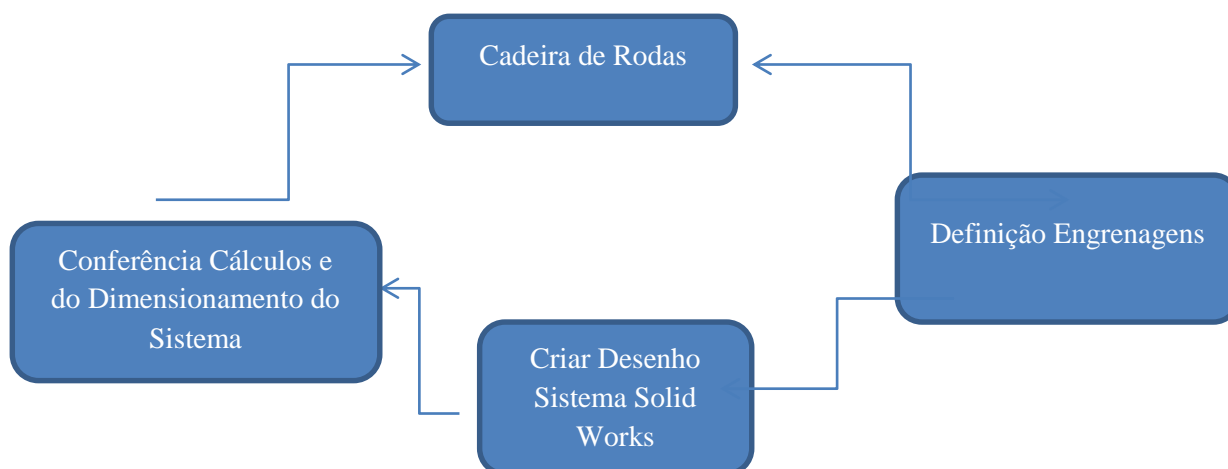 Cadeira de Rodas
Definição Engrenagens
Conferência Cálculos e
do Dimensionamento do
Sistema
Criar Desenho
Sistema Solid
Works